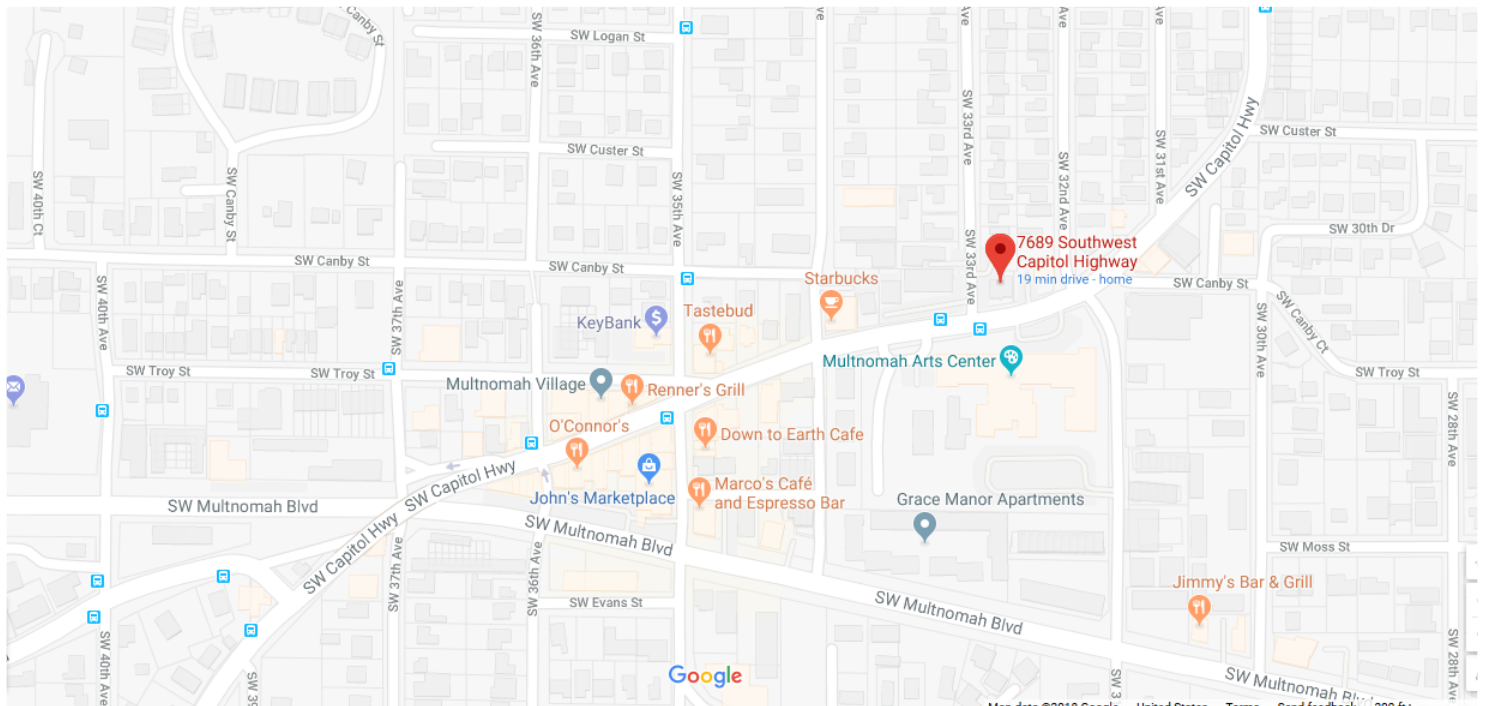 Canby St
SW 36th Ave
SW Logan St
SW Custer St
SW 40th Ct
SW Canby St
SW 35th Ave
SW 33rd Ave
SW 32nd Ave
SW 31st Ave
SW Capitol Hwy
SW Custer St
SW 30th Dr
SW 33rd Ave
7689 Southwest
Capitol Highway
19 min drive - home
SW Canby St
SW Canby St
SW Canby St
SW Canby Ct
SW 40th Ave
SW 37th Ave
Starbucks
KeyBank
Tastebud
SW 30th Ave
SW Troy St
SW Troy St
SW Troy St
Multnomah Village
Renner's Grill
Multnomah Arts Center
O'Connor's
Down to Earth Cafe
SW 28th Ave
SW Capitol Hwy
John's Marketplace
Marco's Café
and Espresso Bar
Grace Manor Apartments
SW Multnomah Blvd
SW Multnomah Blvd
SW Capitol Hwy
SW 37th Ave
SW 36th Ave
SW Moss St
Jimmy's Bar & Grill
SW Evans St
SW Multnomah Blvd
SW 40th Ave
SW 28th Ave
Google
SW Multnomah